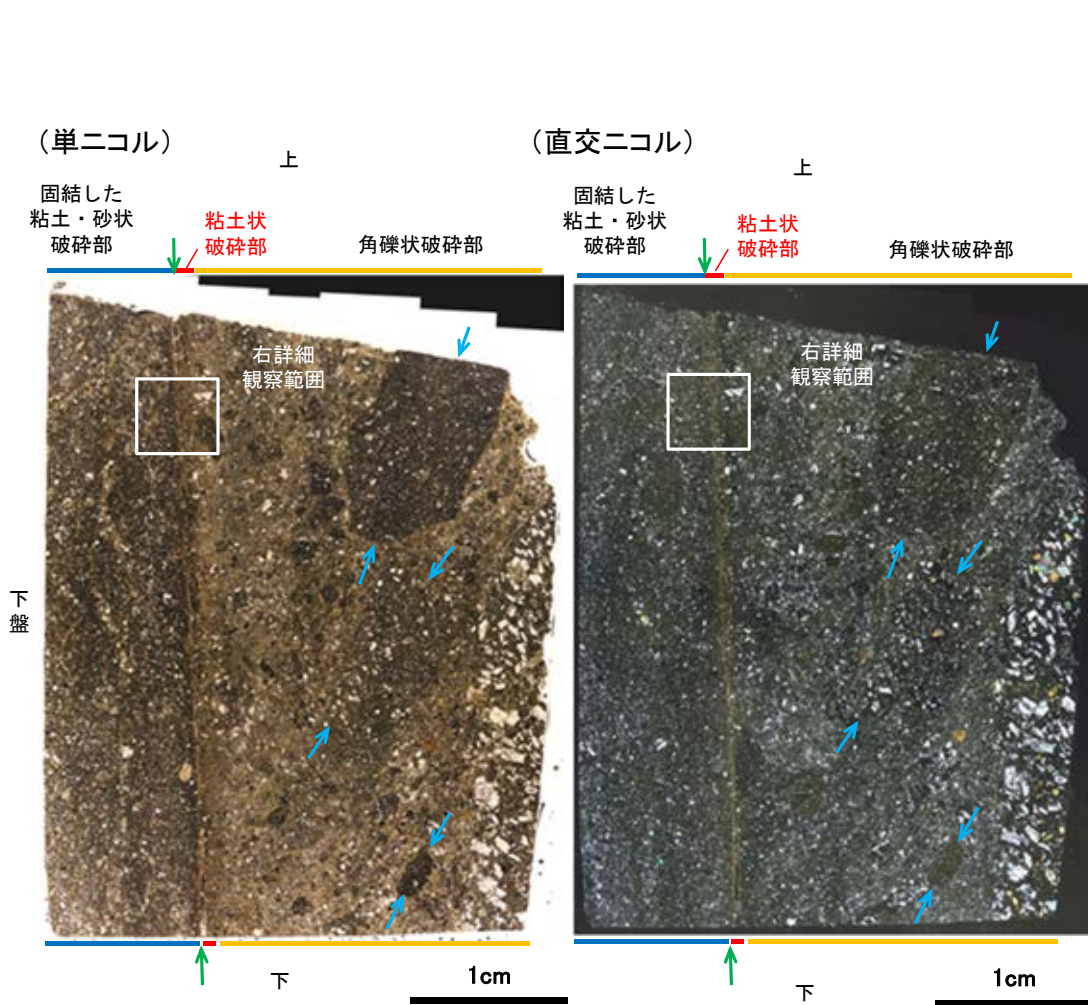 （単ニコル）
上
固結した
粘土・砂状
破砕部
粘土状
破砕部
角礫状破砕部
右詳細
観察範囲
下
盤
下
1cm
（直交ニコル）
上
固結した
粘土・砂状
破砕部
粘土状
破砕部
角礫状破砕部
右詳細
観察範囲
下
1cm